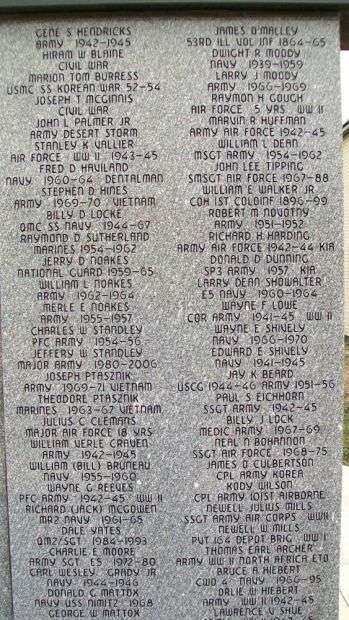 GENE S HENDRICKS
ARMY 1942-1945
HIRAM W BLAINE
CIVIL WAR
MARION TOM BURRESS
USMC SS KOREAN WAR 52-54
JOSEPH T MCGINNIS
CIVIL WAR
JOHN L PALMER JR
ARMY DESERT STORM
STANLEY K VALLIER
AIR FORCE WW II 1943-45
FRED D HAVILAND
NAVY 1960-64 DENTALMAN
STEPHEN D HINES
ARMY 1969-70 VIETNAM
BILLY D LOCKE
QMC SS NAVY 1944-67
RAYMOND D SUTHERLAND
MARINES 1954-1962
JERRY D NOAKES
NATIONAL GUARD 1959-65
WILLIAM L NOAKES
ARMY 1962-1964
MERLE E NOAKES
ARMY 1955-1957
CHARLES W STANDLEY
PFC ARMY 1954-56
JEFFERY W STANDLEY
MAJOR ARMY 1980-2006
JOSEPH PTASZNIK
ARMY 1969-71 VIETNAM
THEODORE PTASZNIK
MARINES 1963-67 VIETNAM
JULIUS C CLEMANS
MAJOR AIR FORCE 18 YRS
WILLIAM VERLE CRAVEN
ARMY 1942-1945
WILLIAM (BILL) BRUNEAU
NAVY 1955-1960
WAYNE G REEVES
PFC ARMY 1942-45 WW II
RICHARD (JACK) MCGOWEN
MR2 NAVY 1961-65
DALE YATES
QM2/SGT 1984-1993
CHARLIE E MOORE
ARMY SGT E5 1972-80
CARL WESLEY GANDY JR
NAVY 1944-1946
DONALD G MATTOX
NAVY USS NIMITZ 1968
GEORGE W MATTOX
JAMES O'MALLEY
53RD ILL VOL INF 1864-65
DWIGHT R MOODY
NAVY 1939-1959
LARRY J MOODY
ARMY 1966-1969
RAYMON H GOUGH
AIR FORCE 5 YRS WW II
MARVIN R HUFFMAN
ARMY AIR FORCE 1942-45
WILLIAM L DEAN
MSGT ARMY 1954-1962
JOHN LEE TIPPING
SMSGT AIR FORCE 1967-88
WILLIAM E WALKER JR
COH 1ST COLOINF 1896-99
ROBERT M NOVOTNY
ARMY 1951-1952
RICHARD H HARDING
ARMY AIR FORCE 1942-44 KIA
DONALD D DUNNING
SP3 ARMY 1957 KIA
LARRY DEAN SHOWALTER
E5 NAVY 1960-1964
WAYNE F LOWE
COR ARMY 1941-45 WW II
WAYNE E SHIVELY
NAVY 1966-1970
EDWARD E SHIVELY
NAVY 1941-1945
JAY K BEARD
USCG 1944-46 ARMY 1951-56
PAUL S EICHHORN
SSGT ARMY 1942-45
BILLY J LOCK
MEDIC ARMY 1967-69
NEAL N BOHANNON
SSGT AIR FORCE 1968-75
JAMES O CULBERTSON
CPL ARMY KOREA
KODY WILSON
CPL ARMY 101ST AIRBORNE
NEWELL JULIUS MILLS
SSGT ARMY AIR CORPS WWII
NEWELL W MILLS
PVT 164 DEPOT BRIG WW I
THOMAS EARL ARCHER
ARMY WW II NORTH AFRICA ETO
BRUCE A HIEBERT
CWO 4 NAVY 1966-95
DALIE W HIEBERT
ARMY WW II 1942-45
LAWRENCE V SHUE